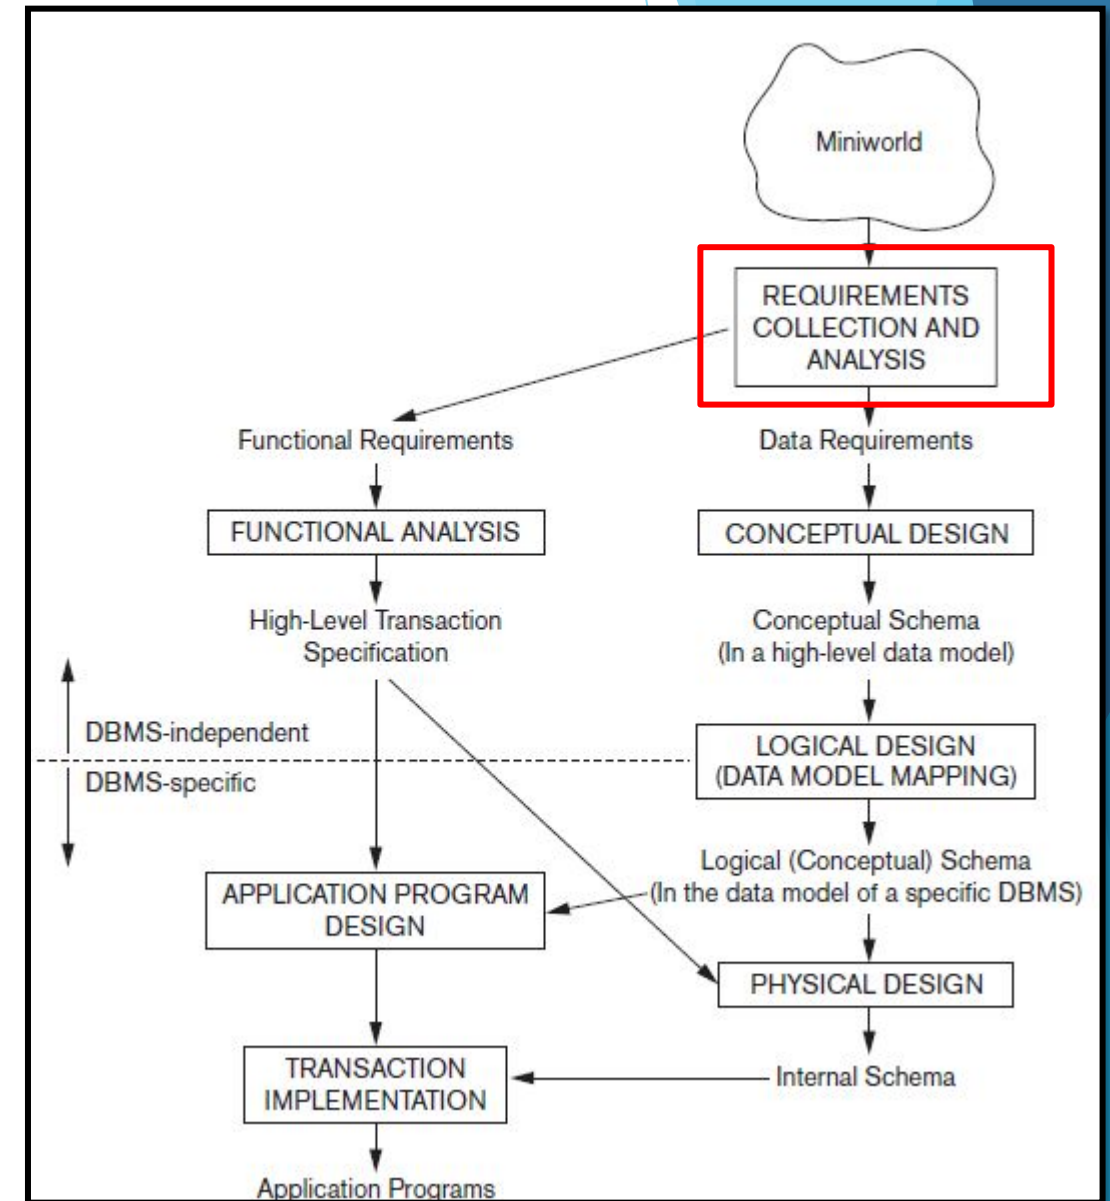 Miniworld
REQUIREMENTS
COLLECTION AND
ANALYSIS
Functional Requirements
Data Requirements
FUNCTIONAL ANALYSIS
CONCEPTUAL DESIGN
High-Level Transaction
Specification
Conceptual Schema
(In a high-level data model)
DBMS-independent
DBMS-specific
LOGICAL DESIGN
(DATA MODEL MAPPING)
Logical (Conceptual) Schema
(In the data model of a specific DBMS)
APPLICATION PROGRAM
DESIGN
PHYSICAL DESIGN
TRANSACTION
IMPLEMENTATION
Internal Schema
Application Programs